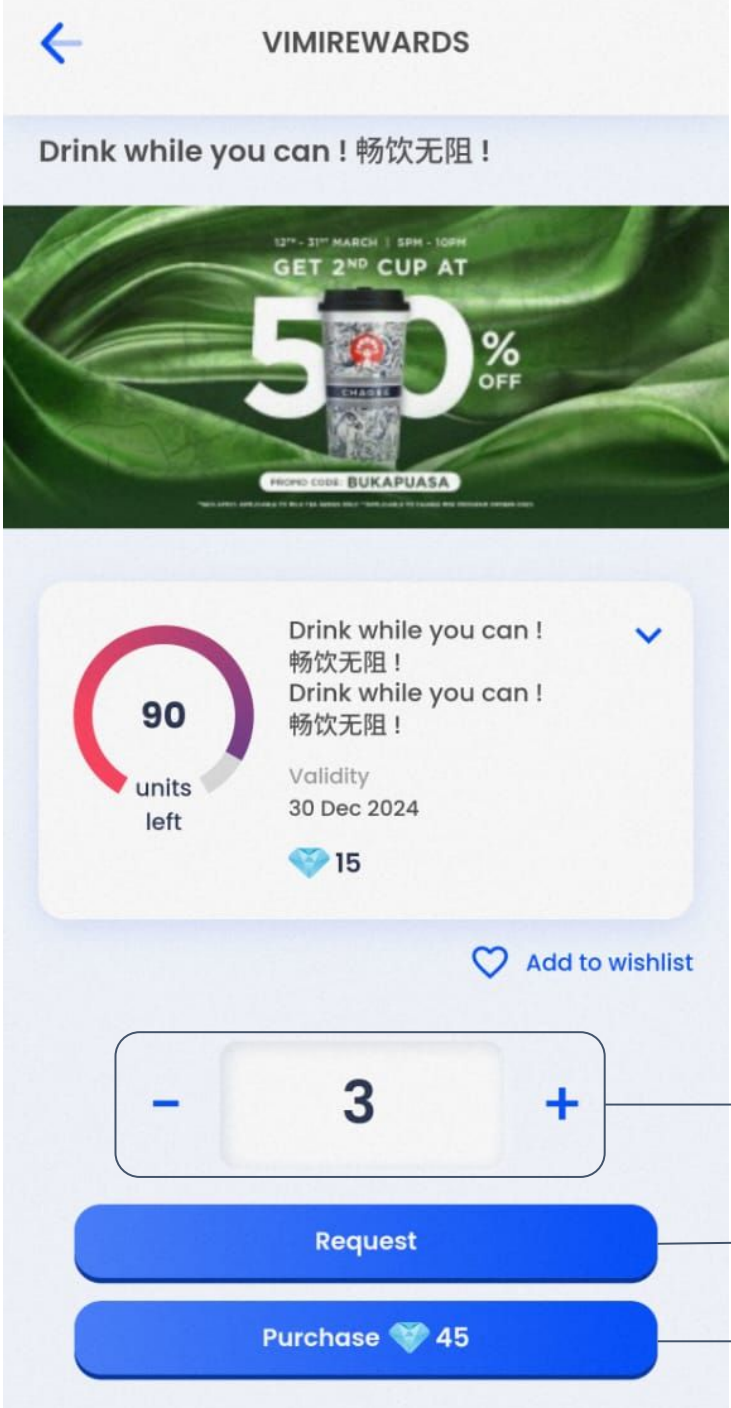 VIMIREWARDS
Drink while you can ! 畅饮无阻 !
12TH - 31ST MARCH | 5PM - 10PM
GET 2ND CUP AT
50%
OFF
CHAGEE
PROMO CODE: BUKAPUASA
90
units
left
Drink while you can !
畅饮无阻 !
Drink while you can !
畅饮无阻 !
Validity
30 Dec 2024
15
Add to wishlist
- 3 +
Request
Purchase 45